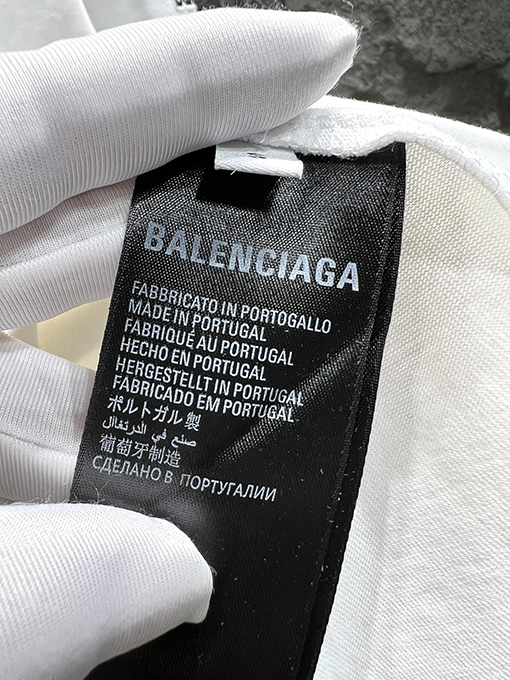 BALENCIAGA
FABBRICATO IN PORTOGALLO
MADE IN PORTUGAL
FABRIQUÉ AU PORTUGAL
HECHO EN PORTUGAL
HERGESTELLT IN PORTUGAL
FABRICADO EM PORTUGAL
ポルトガル製
صنع في الدرتغاال
葡萄牙制造
СДЕЛАНО В ПОРТУГАЛИИ